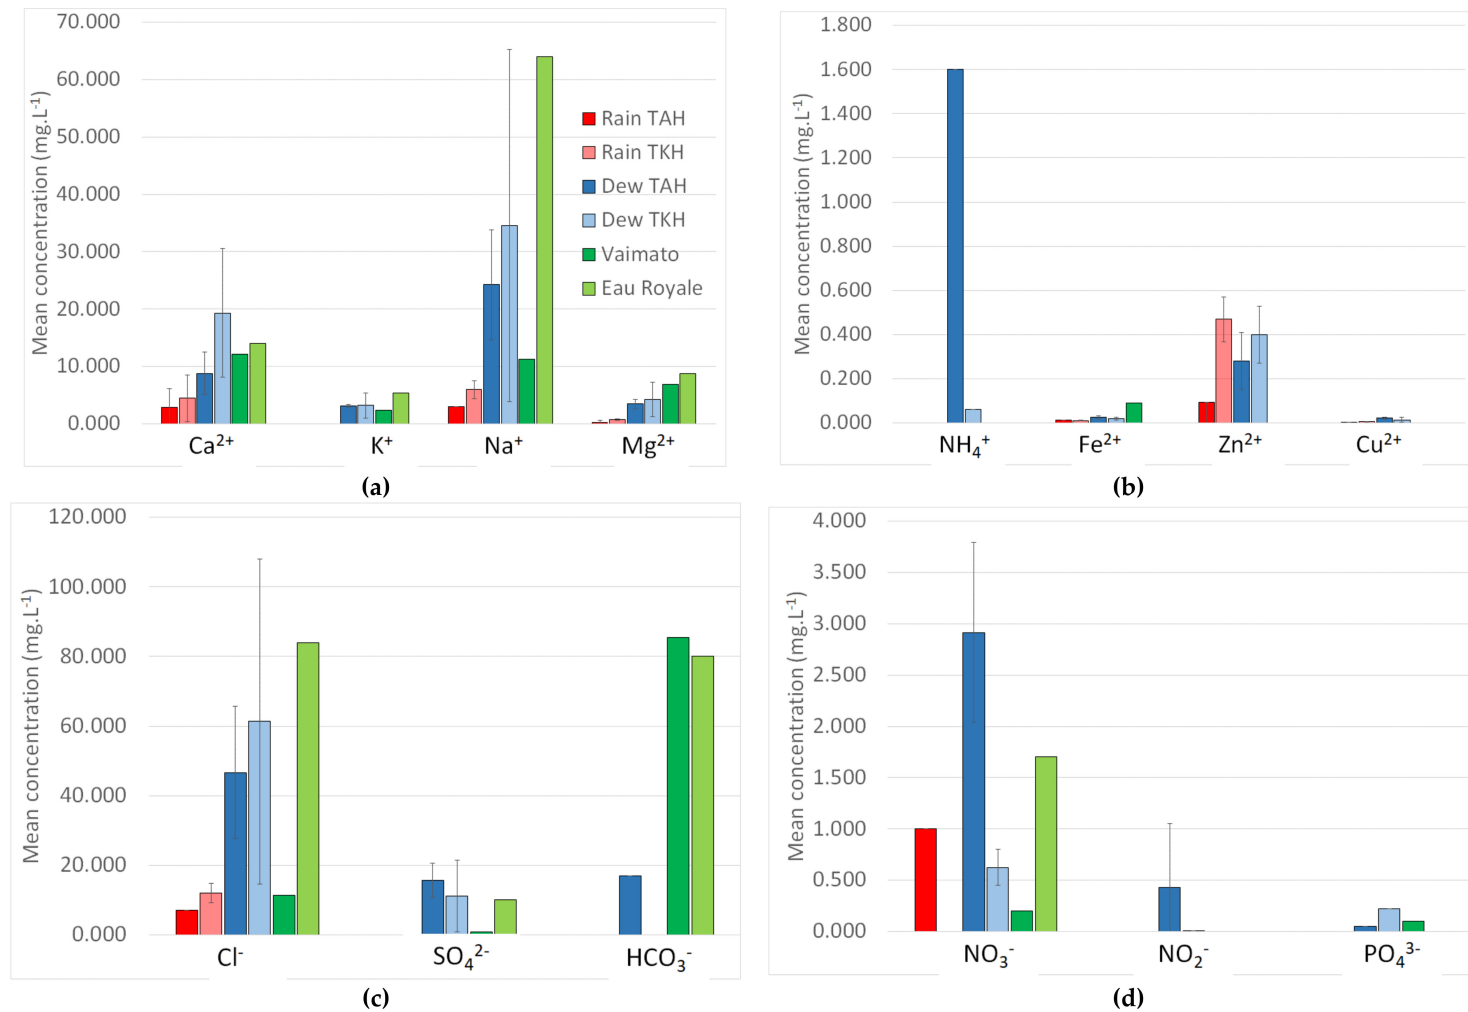 Mean concentration (mg.L⁻¹)
70.000
60.000
50.000
40.000
30.000
20.000
10.000
0.000
Rain TAH
Rain TKH
Dew TAH
Dew TKH
Vaimato
Eau Royale
Ca²⁺ K⁺ Na⁺ Mg²⁺
(a)
Mean concentration (mg.L⁻¹)
1.800
1.600
1.400
1.200
1.000
0.800
0.600
0.400
0.200
0.000
NH₄⁺ Fe²⁺ Zn²⁺ Cu²⁺
(b)
Mean concentration (mg.L⁻¹)
120.000
100.000
80.000
60.000
40.000
20.000
0.000
Cl⁻ SO₄²⁻ HCO₃⁻
(c)
Mean concentration (mg.L⁻¹)
4.000
3.500
3.000
2.500
2.000
1.500
1.000
0.500
0.000
NO₃⁻ NO₂⁻ PO₄³⁻
(d)